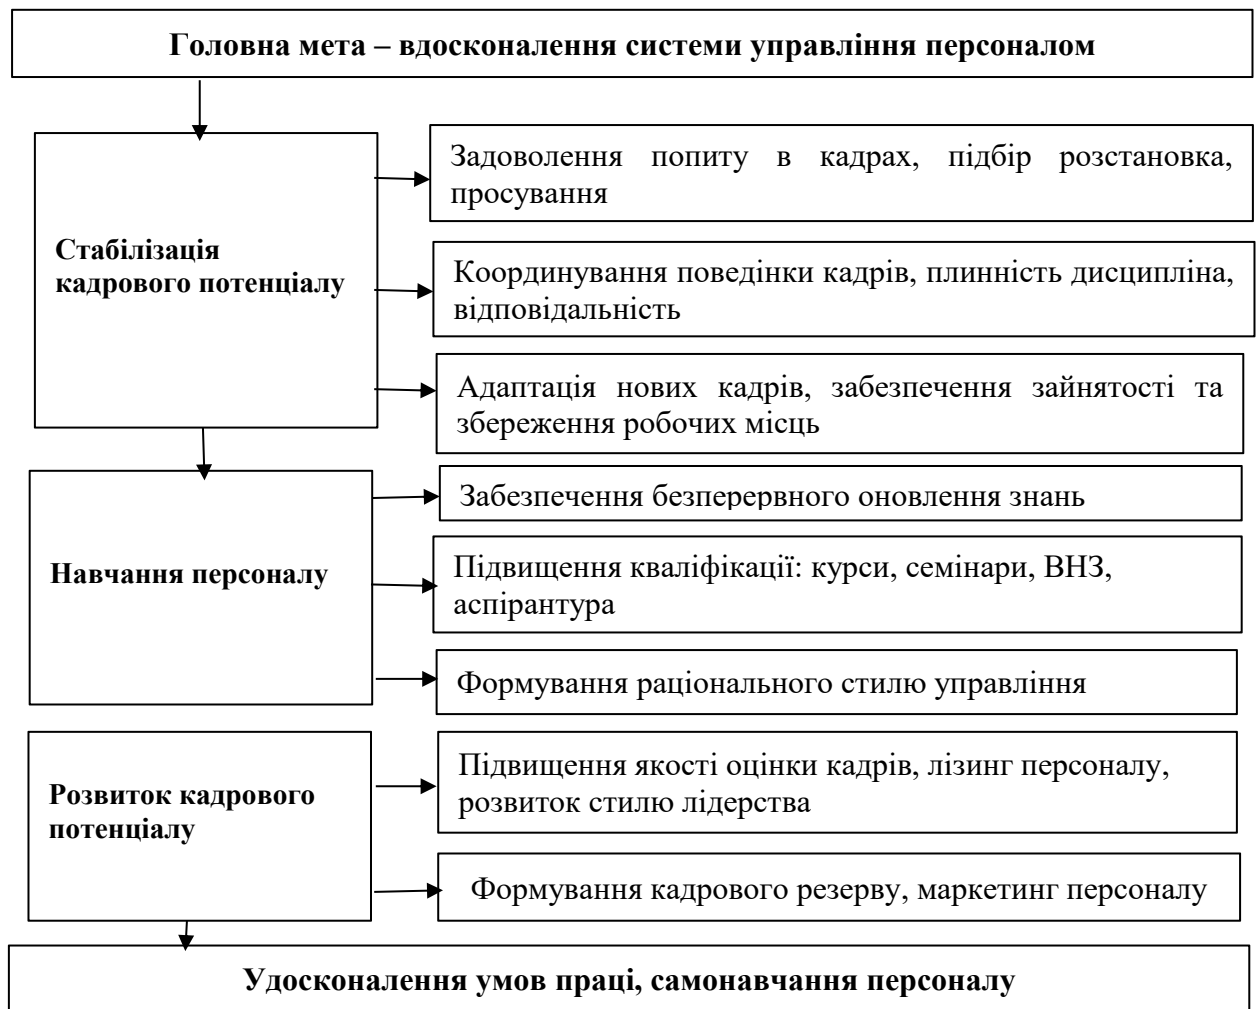 Головна мета – вдосконалення системи управління персоналом
Стабілізація
кадрового потенціалу
Задоволення попиту в кадрах, підбір розстановка,
просування
Координування поведінки кадрів, плинність дисципліна,
відповідальність
Адаптація нових кадрів, забезпечення зайнятості та
збереження робочих місць
Навчання персоналу
Забезпечення безперервного оновлення знань
Підвищення кваліфікації: курси, семінари, ВНЗ,
аспірантура
Формування раціонального стилю управління
Розвиток кадрового
потенціалу
Підвищення якості оцінки кадрів, лізинг персоналу,
розвиток стилю лідерства
Формування кадрового резерву, маркетинг персоналу
Удосконалення умов праці, самонавчання персоналу